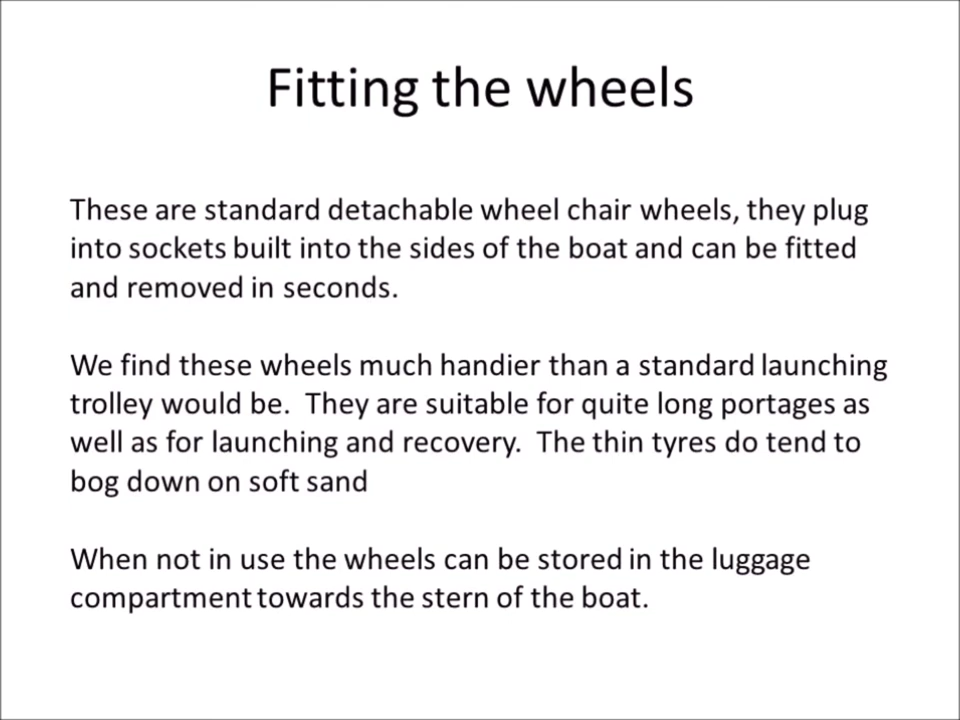 Fitting the wheels
These are standard detachable wheel chair wheels, they plug
into sockets built into the sides of the boat and can be fitted
and removed in seconds.
We find these wheels much handier than a standard launching
trolley would be.  They are suitable for quite long portages as
well as for launching and recovery.  The thin tyres do tend to
bog down on soft sand
When not in use the wheels can be stored in the luggage
compartment towards the stern of the boat.